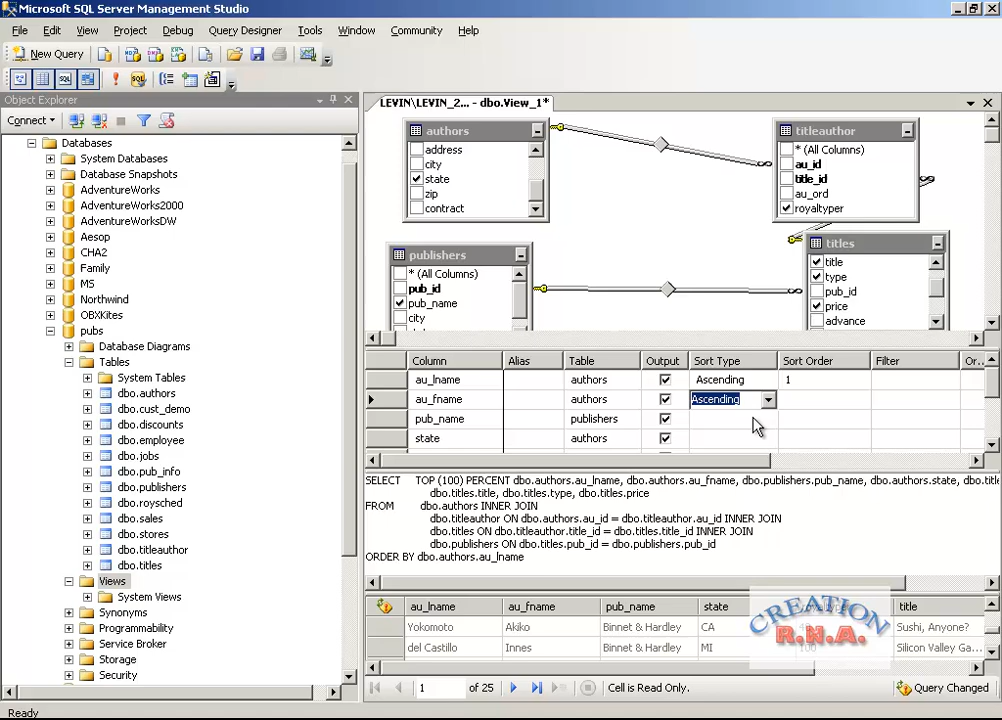 Microsoft SQL Server Management Studio
File Edit View Project Debug Query Designer Tools Window Community Help
New Query
Object Explorer
Connect
Databases
System Databases
Database Snapshots
AdventureWorks
AdventureWorks2000
AdventureWorksDW
Aesop
CHA2
Family
MS
Northwind
OBXKites
pubs
Database Diagrams
Tables
System Tables
dbo.authors
dbo.cust_demo
dbo.discounts
dbo.employee
dbo.jobs
dbo.pub_info
dbo.publishers
dbo.roysched
dbo.sales
dbo.stores
dbo.titleauthor
dbo.titles
Views
System Views
Synonyms
Programmability
Service Broker
Storage
Security
LEVIN\LEVIN_2... - dbo.View_1*
authors
address
city
state
zip
contract
titleauthor
* (All Columns)
au_id
title_id
au_ord
royaltyper
publishers
* (All Columns)
pub_id
pub_name
city
titles
title
type
pub_id
price
advance
Column Alias Table Output Sort Type Sort Order Filter Or...
au_lname authors Ascending 1
au_fname authors Ascending
pub_name publishers
state authors
SELECT TOP (100) PERCENT dbo.authors.au_lname, dbo.authors.au_fname, dbo.publishers.pub_name, dbo.authors.state, dbo.title
dbo.titles.title, dbo.titles.type, dbo.titles.price
FROM dbo.authors INNER JOIN
dbo.titleauthor ON dbo.authors.au_id = dbo.titleauthor.au_id INNER JOIN
dbo.titles ON dbo.titleauthor.title_id = dbo.titles.title_id INNER JOIN
dbo.publishers ON dbo.titles.pub_id = dbo.publishers.pub_id
ORDER BY dbo.authors.au_lname
au_lname au_fname pub_name state title
Yokomoto Akiko Binnet & Hardley CA Sushi, Anyone?
del Castillo Innes Binnet & Hardley MI Silicon Valley Ga...
CREATION
R.N.A.
1 of 25 Cell is Read Only. Query Changed
Ready